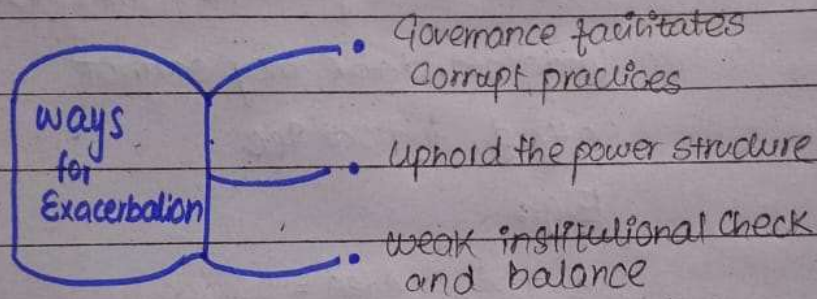 Governance facilitates
Corrupt practices
ways
for
Exacerbation
uphold the power structure
weak institutional check
and balance